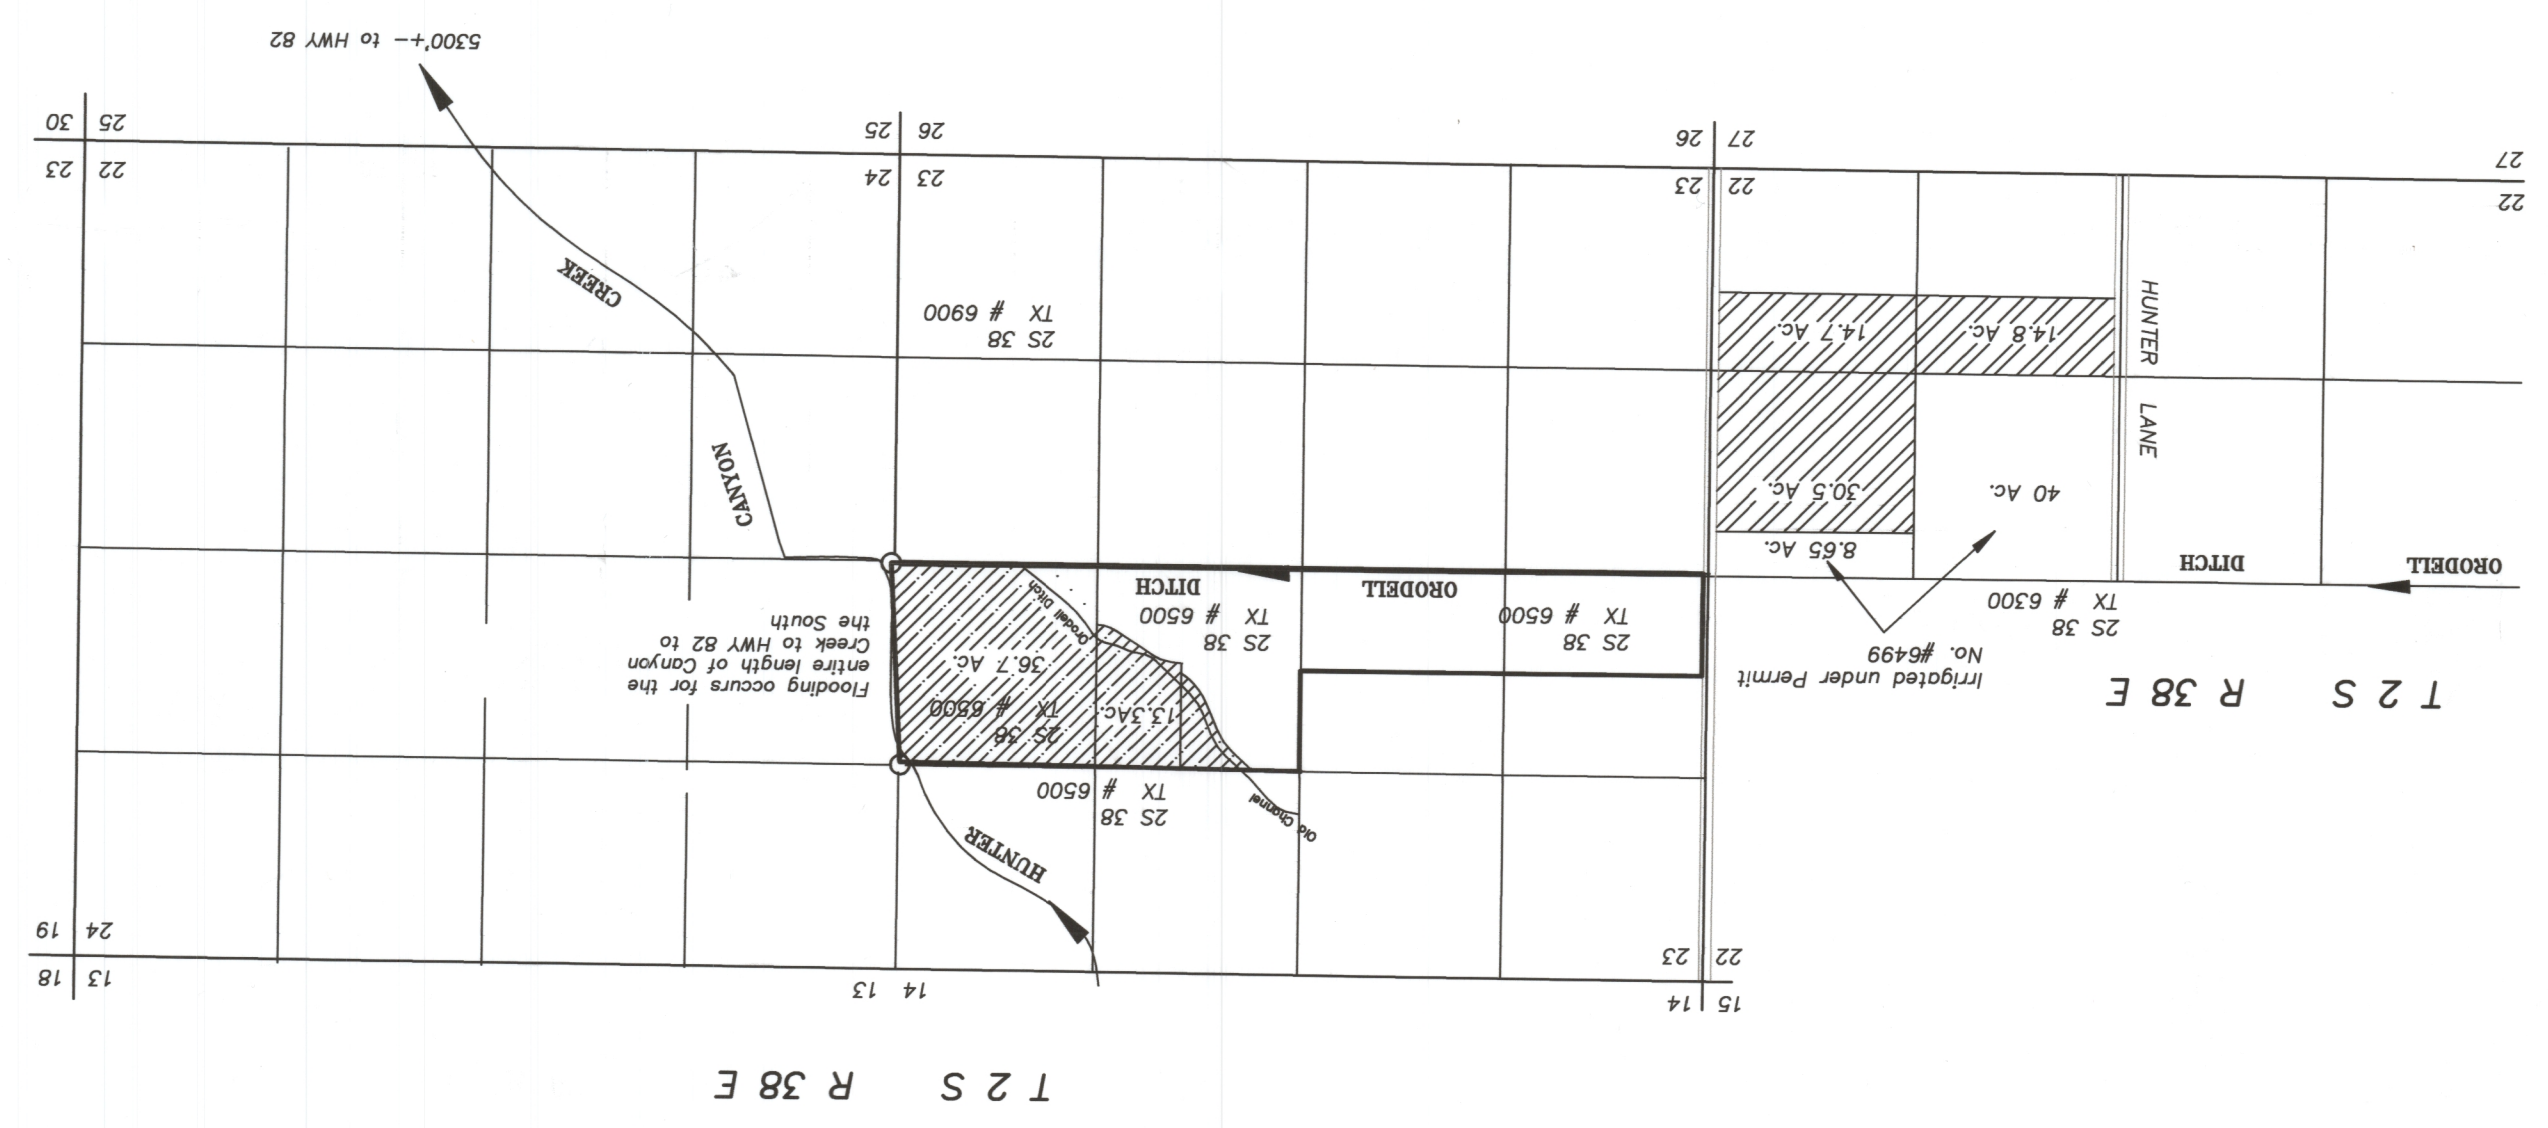 T 2 S R 38 E
15 14
14 13
13 18
22 23
24 19
HUNTER
Old Channel
2S 38
TX # 6500
T 2 S R 38 E
Irrigated under Permit
No. #6499
2S 38
TX # 6300
2S 38
TX # 6500
2S 38
TX # 6500
2S 38
TX # 6500
13.3Ac.
36.7 Ac.
Orodell Ditch
Flooding occurs for the
entire length of Canyon
Creek to HWY 82 to
the South
ORODELL
DITCH
ORODELL
DITCH
8.65 Ac.
40 Ac.
30.5 Ac.
CANYON
HUNTER LANE
14.8 Ac.
14.7 Ac.
2S 38
TX # 6900
CREEK
22
27
22 23
27 26
23 24
26 25
22 23
25 30
5300'+- to HWY 82